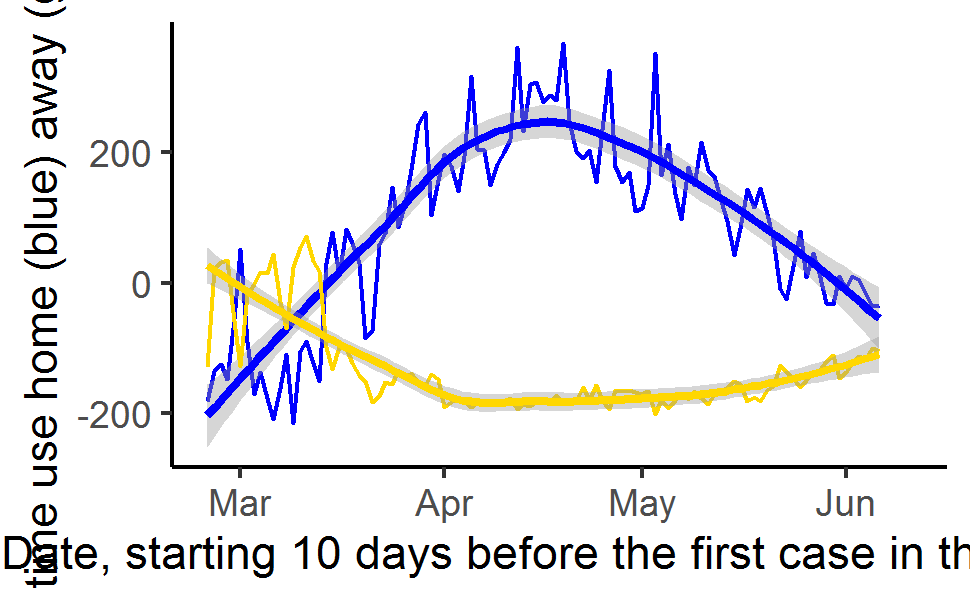 time use home (blue) away (
200
0
-200
Mar Apr May Jun
Date, starting 10 days before the first case in th